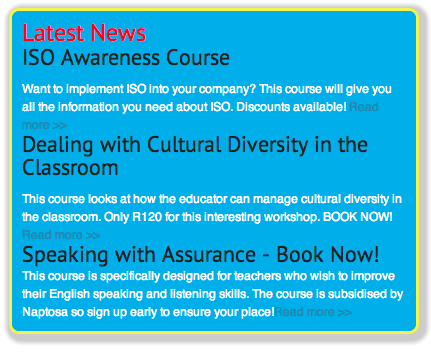 Latest News
ISO Awareness Course
Want to implement ISO into your company? This course will give you
all the information you need about ISO. Discounts available! Read
more >>
Dealing with Cultural Diversity in the
Classroom
This course looks at how the educator can manage cultural diversity in
the classroom. Only R120 for this interesting workshop. BOOK NOW!
Read more >>
Speaking with Assurance - Book Now!
This course is specifically designed for teachers who wish to improve
their English speaking and listening skills. The course is subsidised by
Naptosa so sign up early to ensure your place!Read more >>